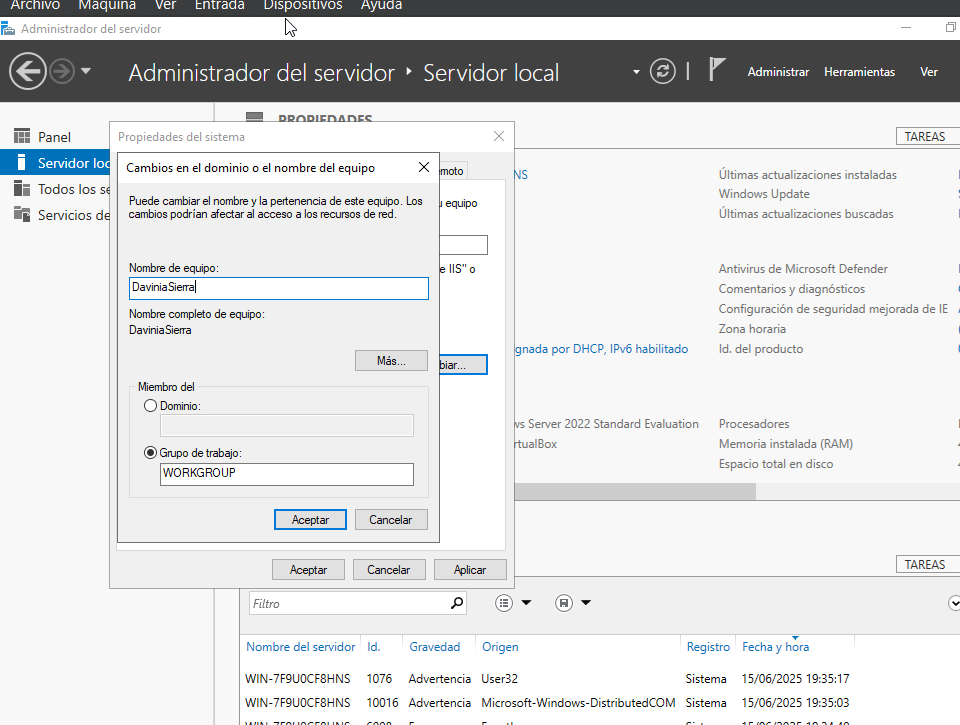 Archivo Máquina Ver Entrada Dispositivos Ayuda
Administrador del servidor
Administrador del servidor Servidor local
Administrar Herramientas Ver
PROPIEDADES
TAREAS
Panel
Servidor loc
Todos los se
Servicios de
Propiedades del sistema
Cambios en el dominio o el nombre del equipo
Puede cambiar el nombre y la pertenencia de este equipo. Los
cambios podrían afectar al acceso a los recursos de red.
Nombre de equipo:
DaviniaSierra
Nombre completo de equipo:
DaviniaSierra
Más...
Miembro del
Dominio:
Grupo de trabajo:
WORKGROUP
Aceptar Cancelar
moto
u equipo
e IIS" o
biar...
Aceptar Cancelar Aplicar
NS
gnada por DHCP, IPv6 habilitado
ws Server 2022 Standard Evaluation
rtualBox
Últimas actualizaciones instaladas
Windows Update
Últimas actualizaciones buscadas
Antivirus de Microsoft Defender
Comentarios y diagnósticos
Configuración de seguridad mejorada de IE
Zona horaria
Id. del producto
Procesadores
Memoria instalada (RAM)
Espacio total en disco
TAREAS
Filtro
Nombre del servidor Id. Gravedad Origen Registro Fecha y hora
WIN-7F9U0CF8HNS 1076 Advertencia User32 Sistema 15/06/2025 19:35:17
WIN-7F9U0CF8HNS 10016 Advertencia Microsoft-Windows-DistributedCOM Sistema 15/06/2025 19:35:03